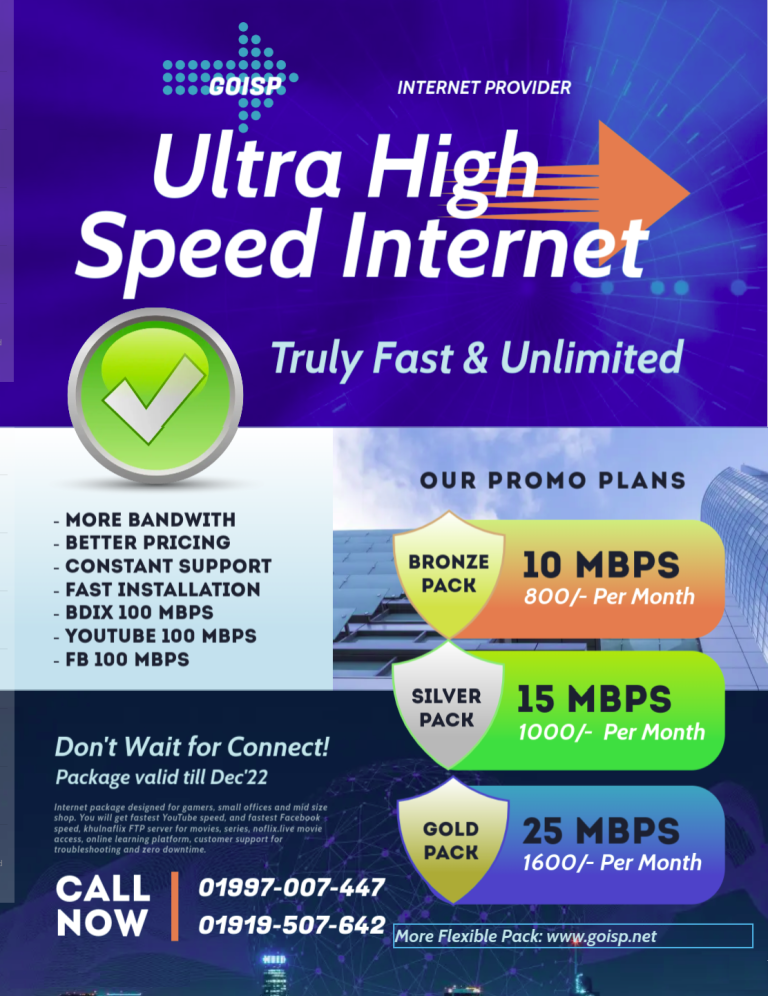 GOISP
INTERNET PROVIDER
Ultra High
Speed Internet
Truly Fast & Unlimited
- MORE BANDWITH
- BETTER PRICING
- CONSTANT SUPPORT
- FAST INSTALLATION
- BDIX 100 MBPS
- YOUTUBE 100 MBPS
- FB 100 MBPS
OUR PROMO PLANS
BRONZE
PACK
10 MBPS
800/- Per Month
SILVER
PACK
15 MBPS
1000/-  Per Month
GOLD
PACK
25 MBPS
1600/- Per Month
Don't Wait for Connect!
Package valid till Dec'22
Internet package designed for gamers, small offices and mid size
shop. You will get fastest YouTube speed, and fastest Facebook
speed, khulnaflix FTP server for movies, series, noflix.live movie
access, online learning platform, customer support for
troubleshooting and zero downtime.
CALL
NOW
01997-007-447
01919-507-642
More Flexible Pack: www.goisp.net